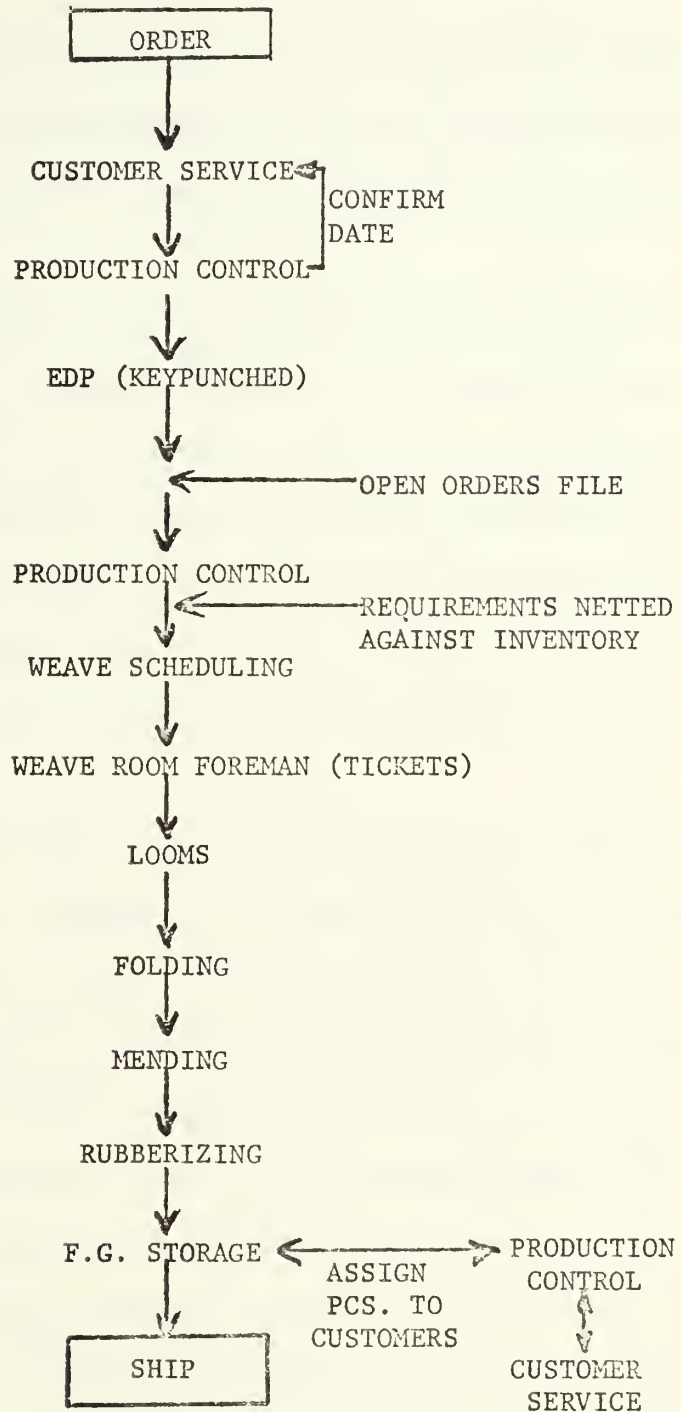 ORDER
CUSTOMER SERVICE
CONFIRM
DATE
PRODUCTION CONTROL
EDP (KEYPUNCHED)
OPEN ORDERS FILE
PRODUCTION CONTROL
REQUIREMENTS NETTED
AGAINST INVENTORY
WEAVE SCHEDULING
WEAVE ROOM FOREMAN (TICKETS)
LOOMS
FOLDING
MENDING
RUBBERIZING
F.G. STORAGE
ASSIGN
PCS. TO
CUSTOMERS
PRODUCTION
CONTROL
CUSTOMER
SERVICE
SHIP